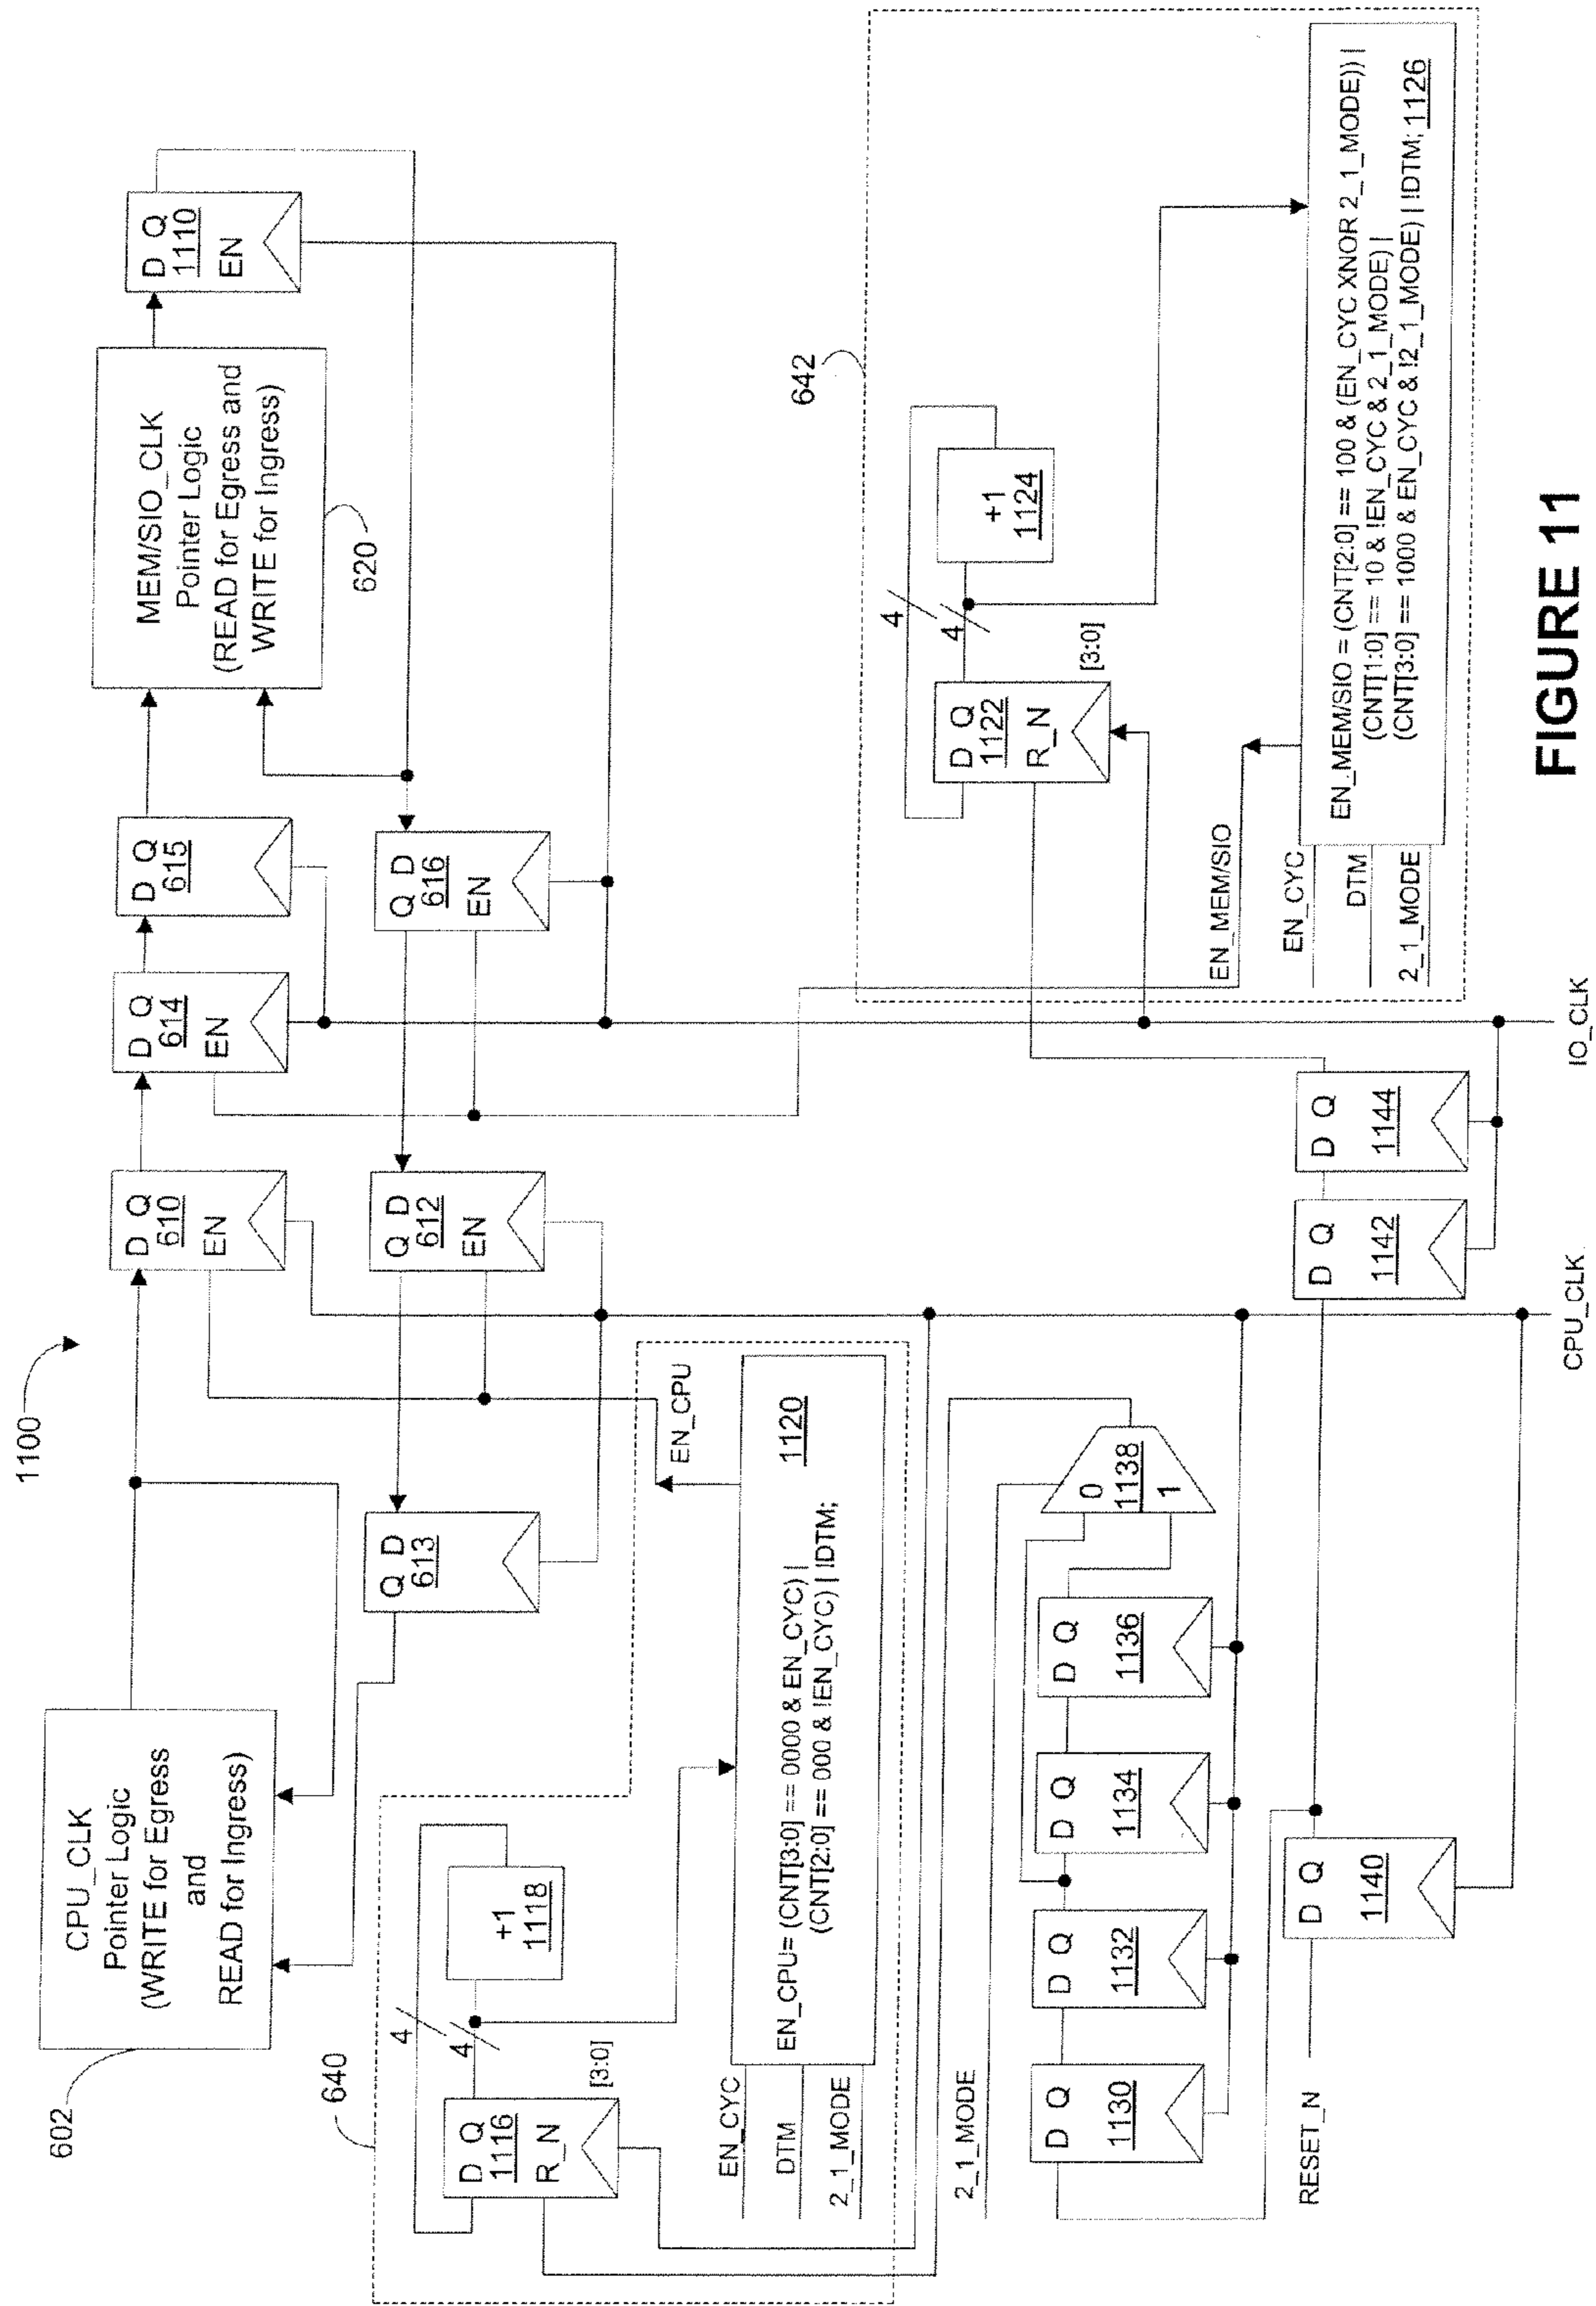 1100
602
CPU_CLK
Pointer Logic
(WRITE for Egress
and
READ for Ingress)
D Q
610
EN
D Q
614
EN
D Q
615
MEM/SIO_CLK
Pointer Logic
(READ for Egress and
WRITE for Ingress)
620
D Q
1110
EN
Q D
613
Q D
612
EN
Q D
616
EN
640
D Q
1116
R_N
[3:0]
4
4
+1
1118
EN_CPU
EN_CYC
DTM
2_1_MODE
EN_CPU= (CNT[3:0] == 0000 & EN_CYC) |
(CNT[2:0] == 000 & !EN_CYC) | !DTM;
1120
642
D Q
1122
R_N
[3:0]
4
4
+1
1124
EN_MEM/SIO
EN_CYC
DTM
2_1_MODE
EN_MEM/SIO = (CNT[2:0] == 100 & (EN_CYC XNOR 2_1_MODE)) |
(CNT[1:0] == 10 & !EN_CYC & 2_1_MODE) |
(CNT[3:0] == 1000 & EN_CYC & !2_1_MODE) | !DTM; 1126
2_1_MODE
D Q
1130
D Q
1132
D Q
1134
D Q
1136
0
1138
1
RESET_N
D Q
1140
D Q
1142
D Q
1144
CPU_CLK
IO_CLK
FIGURE 11